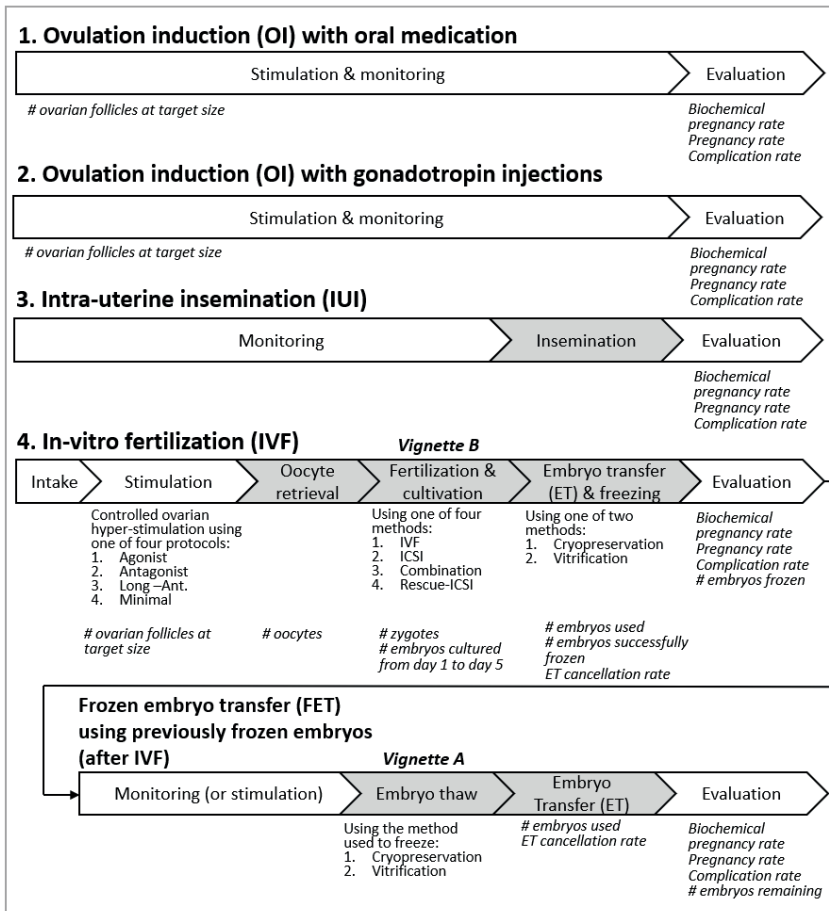 1. Ovulation induction (OI) with oral medication
Stimulation & monitoring
Evaluation
# ovarian follicles at target size
Biochemical
pregnancy rate
Pregnancy rate
Complication rate
2. Ovulation induction (OI) with gonadotropin injections
Stimulation & monitoring
Evaluation
# ovarian follicles at target size
Biochemical
pregnancy rate
Pregnancy rate
Complication rate
3. Intra-uterine insemination (IUI)
Monitoring
Insemination
Evaluation
Biochemical
pregnancy rate
Pregnancy rate
Complication rate
4. In-vitro fertilization (IVF)
Vignette B
Intake
Stimulation
Oocyte
retrieval
Fertilization &
cultivation
Embryo transfer
(ET) & freezing
Evaluation
Controlled ovarian
hyper-stimulation using
one of four protocols:
1. Agonist
2. Antagonist
3. Long –Ant.
4. Minimal
Using one of four
methods:
1. IVF
2. ICSI
3. Combination
4. Rescue-ICSI
Using one of two
methods:
1. Cryopreservation
2. Vitrification
Biochemical
pregnancy rate
Pregnancy rate
Complication rate
# embryos frozen
# ovarian follicles at
target size
# oocytes
# zygotes
# embryos cultured
from day 1 to day 5
# embryos used
# embryos successfully
frozen
ET cancellation rate
Frozen embryo transfer (FET)
using previously frozen embryos
(after IVF)
Vignette A
Monitoring (or stimulation)
Embryo thaw
Embryo
Transfer (ET)
Evaluation
Using the method
used to freeze:
1. Cryopreservation
2. Vitrification
# embryos used
ET cancellation rate
Biochemical
pregnancy rate
Pregnancy rate
Complication rate
# embryos remaining